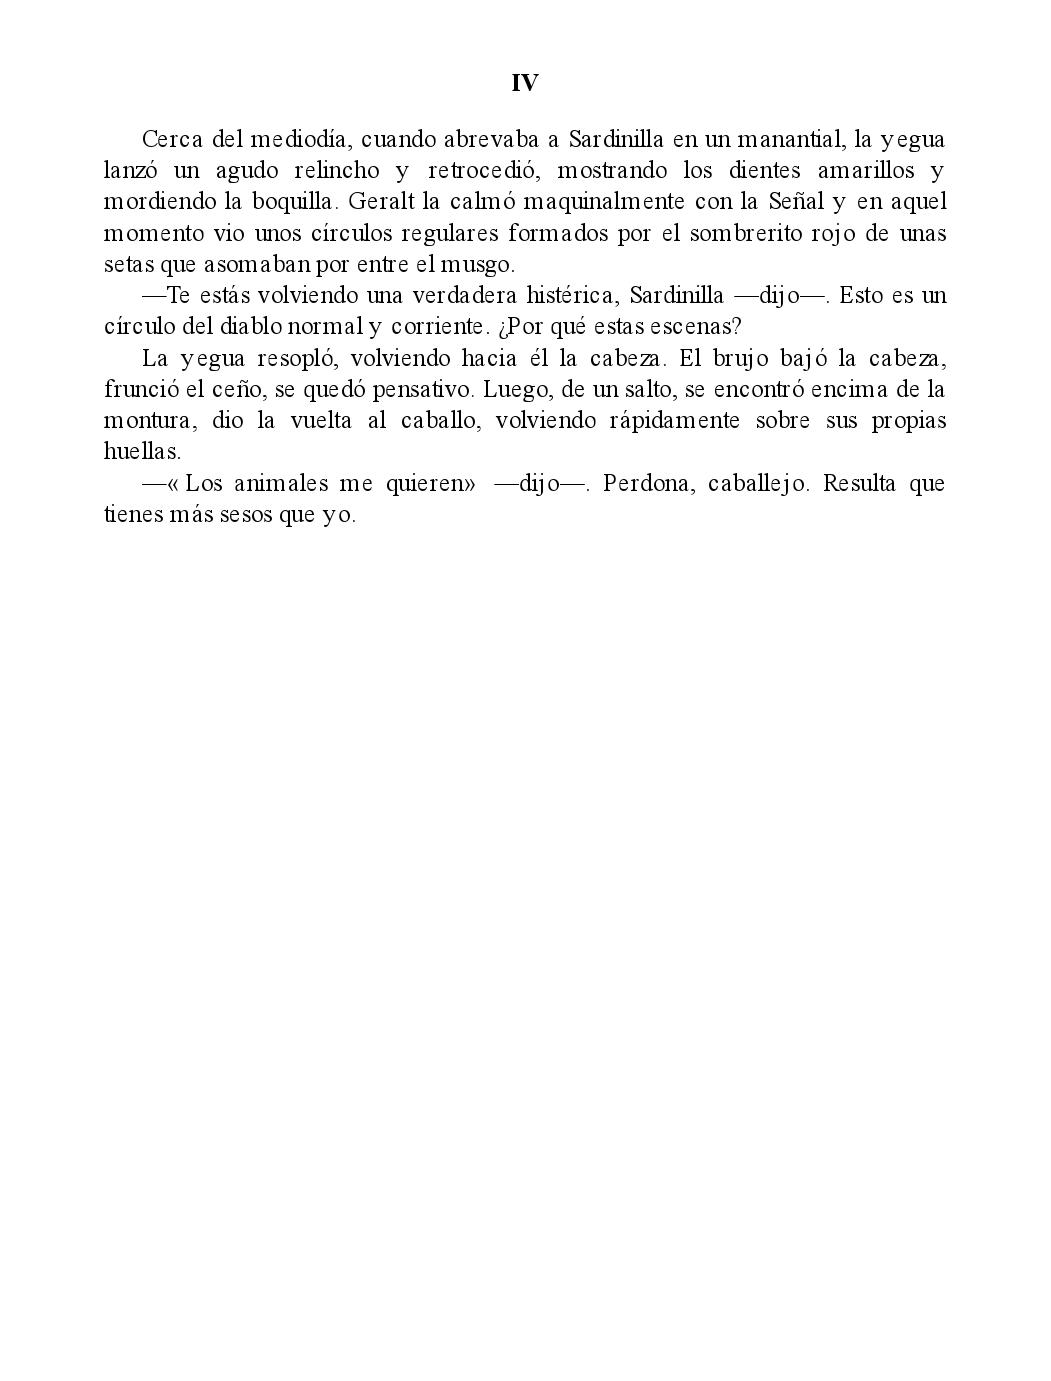 IV
Cerca del mediodía, cuando abrevaba a Sardinilla en un manantial, la yegua
lanzó un agudo relincho y retrocedió, mostrando los dientes amarillos y
mordiendo la boquilla. Geralt la calmó maquinalmente con la Señal y en aquel
momento vio unos círculos regulares formados por el sombrerito rojo de unas
setas que asomaban por entre el musgo.
—Te estás volviendo una verdadera histérica, Sardinilla —dijo—. Esto es un
círculo del diablo normal y corriente. ¿Por qué estas escenas?
La yegua resopló, volviendo hacia él la cabeza. El brujo bajó la cabeza,
frunció el ceño, se quedó pensativo. Luego, de un salto, se encontró encima de la
montura, dio la vuelta al caballo, volviendo rápidamente sobre sus propias
huellas.
—«Los animales me quieren» —dijo—. Perdona, caballejo. Resulta que
tienes más sesos que yo.